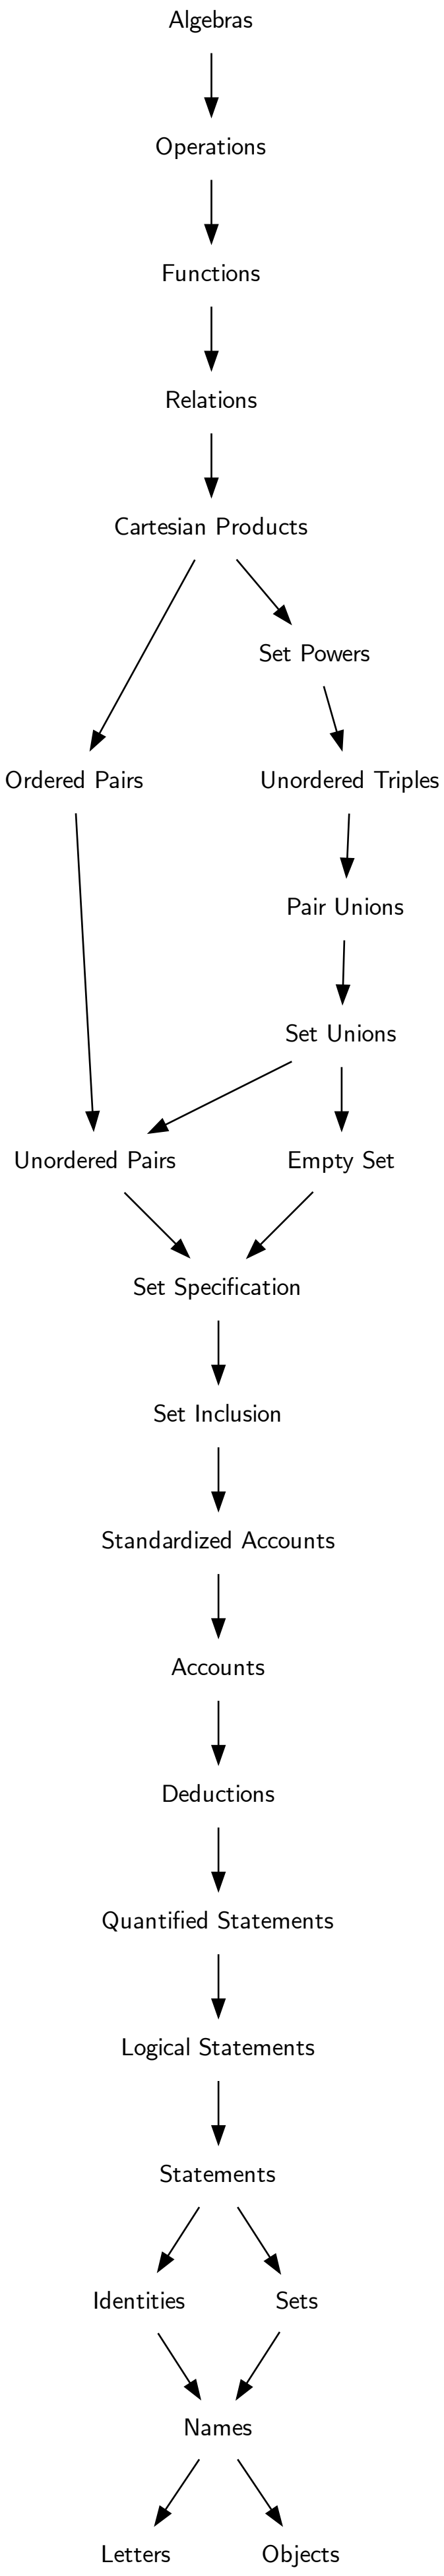 Algebras
Operations
Functions
Relations
Cartesian Products
Set Powers
Ordered Pairs
Unordered Triples
Pair Unions
Set Unions
Unordered Pairs
Empty Set
Set Specification
Set Inclusion
Standardized Accounts
Accounts
Deductions
Quantified Statements
Logical Statements
Statements
Identities
Sets
Names
Letters
Objects